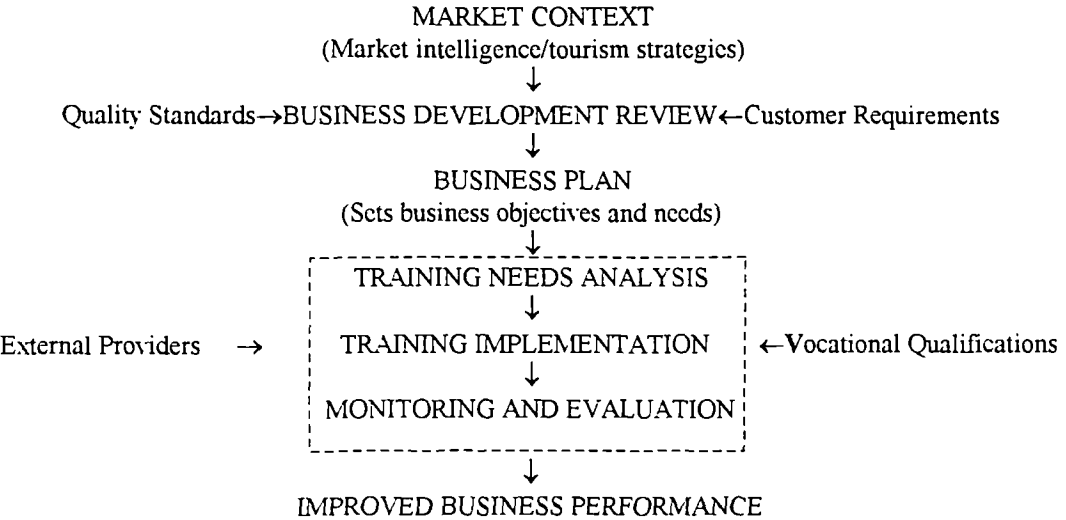 MARKET CONTEXT
(Market intelligence/tourism strategies)
↓
Quality Standards→BUSINESS DEVELOPMENT REVIEW←Customer Requirements
↓
BUSINESS PLAN
(Sets business objectives and needs)
↓
TRAINING NEEDS ANALYSIS
↓
External Providers → TRAINING IMPLEMENTATION ←Vocational Qualifications
↓
MONITORING AND EVALUATION
↓
IMPROVED BUSINESS PERFORMANCE